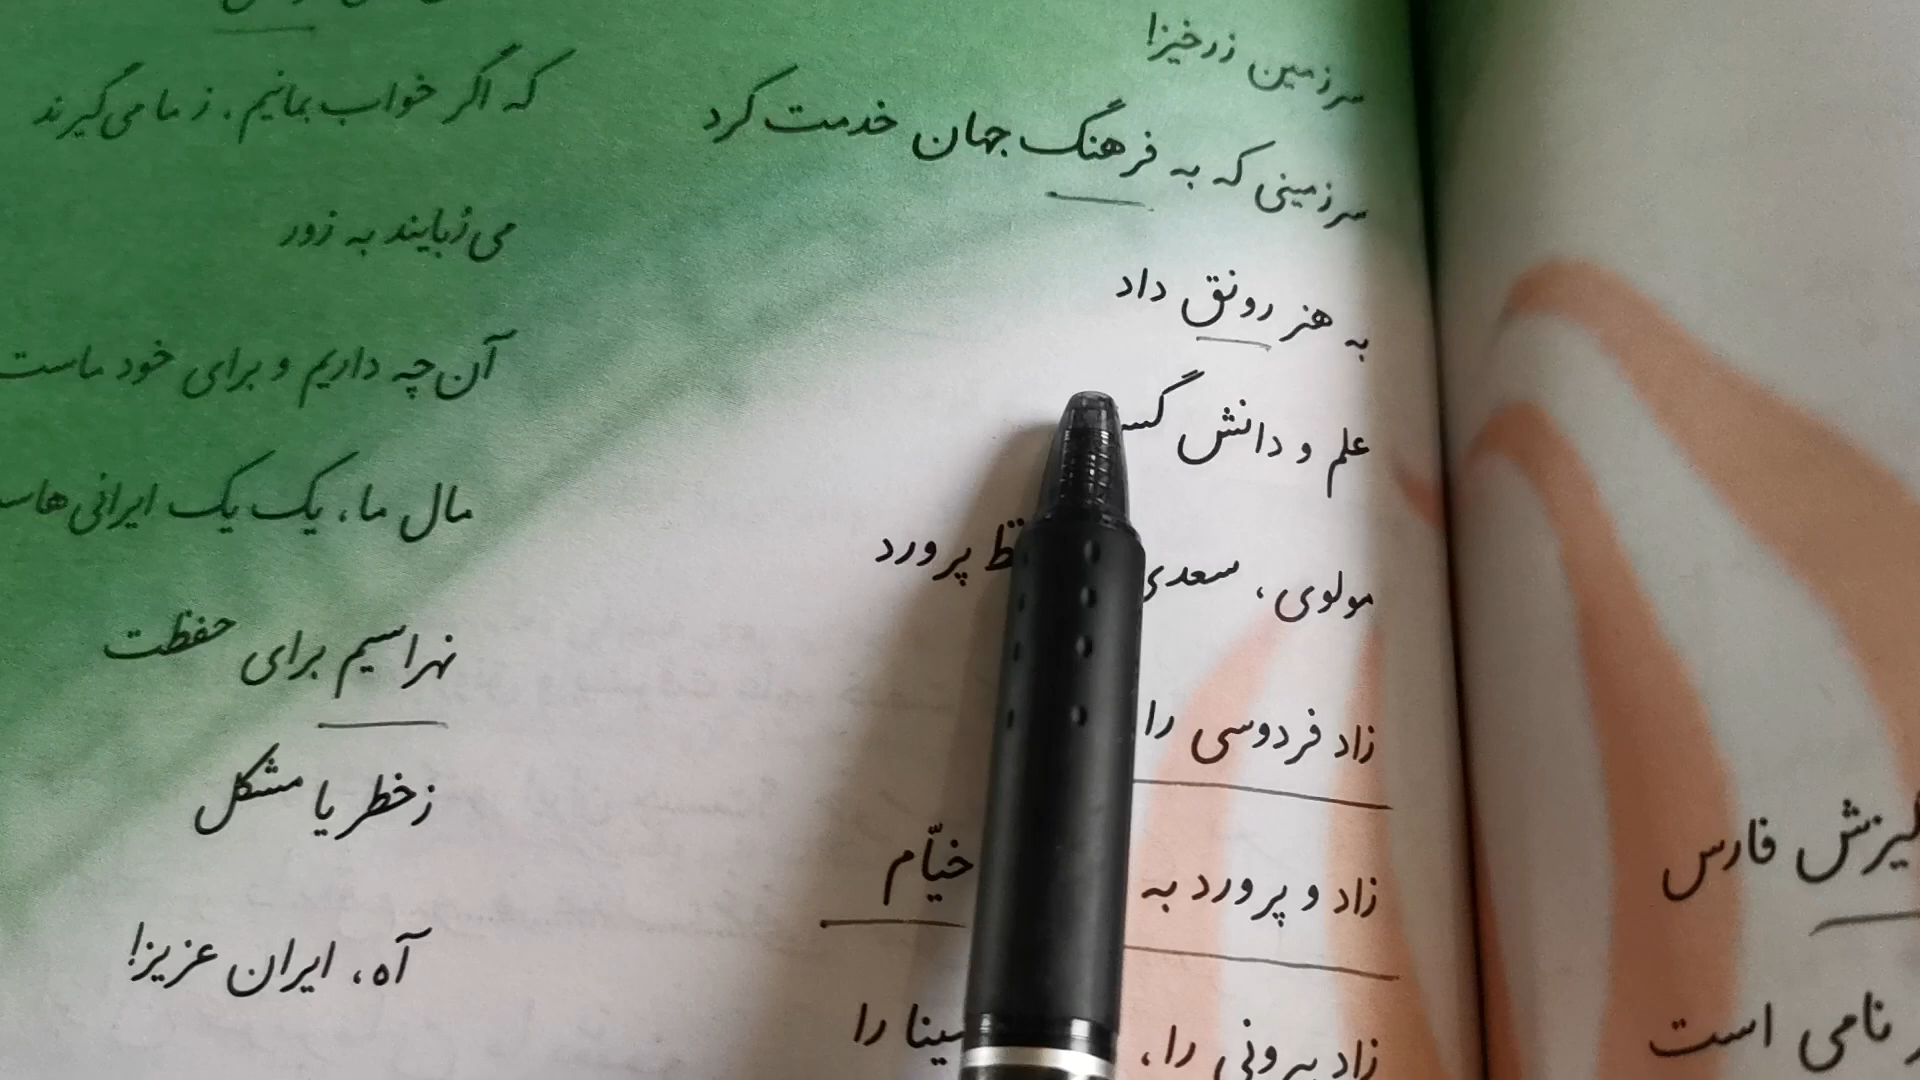 سرزمین زرخیز!
سرزمینی که به فرهنگ جهان خدمت کرد
به هنر رونق داد
علم و دانش
مولوی، سعدی پرورد
زاد فردوسی را
زاد و پرورد به خیّام
زاد بیرونی را، سینا را
که اگر خواب بمانیم، ز ما می‌گیرند
می‌رُبایند به زور
آن‌چه داریم و برای خود ماست
مال ما، یک یک ایرانی‌هاست
نهراسیم برای حفظت
ز خطر یا مشکل
آه، ایران عزیز!
فارس
نامی است